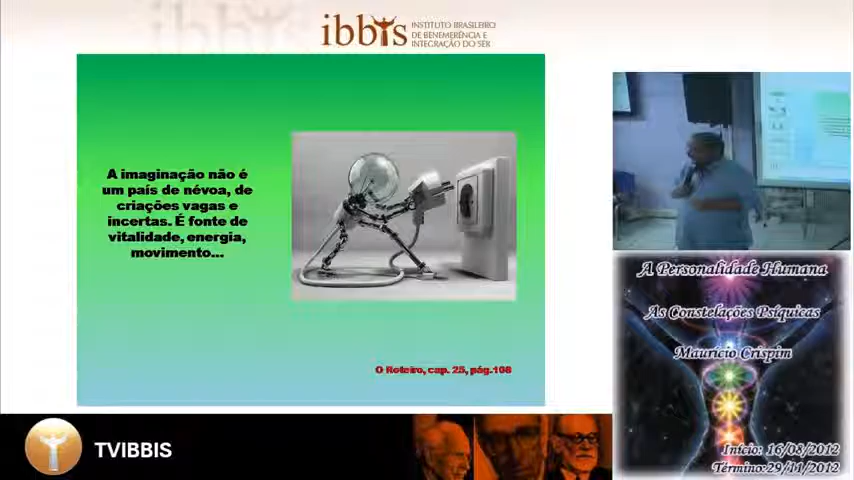 ibbis
INSTITUTO BRASILEIRO
DE BENEMERÊNCIA E
INTEGRAÇÃO DO SER
A imaginação não é
um país de névoa, de
criações vagas e
incertas. É fonte de
vitalidade, energia,
movimento...
O Roteiro, cap. 25, pág.108
A Personalidade Humana
As Constelações Psíquicas
Maurício Crispim
Início: 16/08/2012
Término:29/11/2012
TVIBBIS